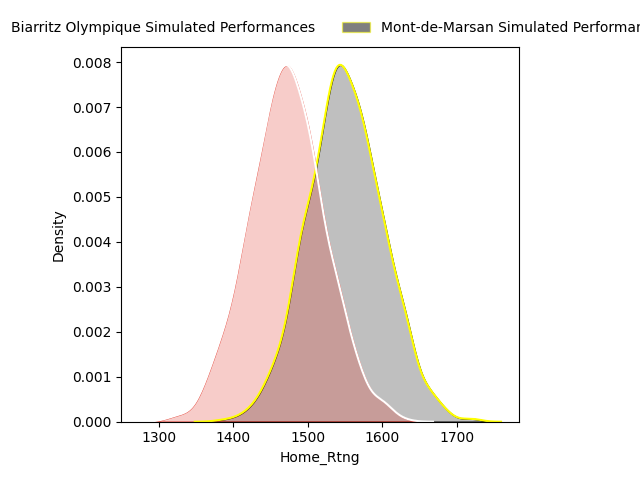 Biarritz Olympique Simulated Performances Mont-de-Marsan Simulated Performan
0.008
0.007
0.006
0.005
0.004
0.003
0.002
0.001
0.000
Density
1300 1400 1500 1600 1700
Home_Rtng